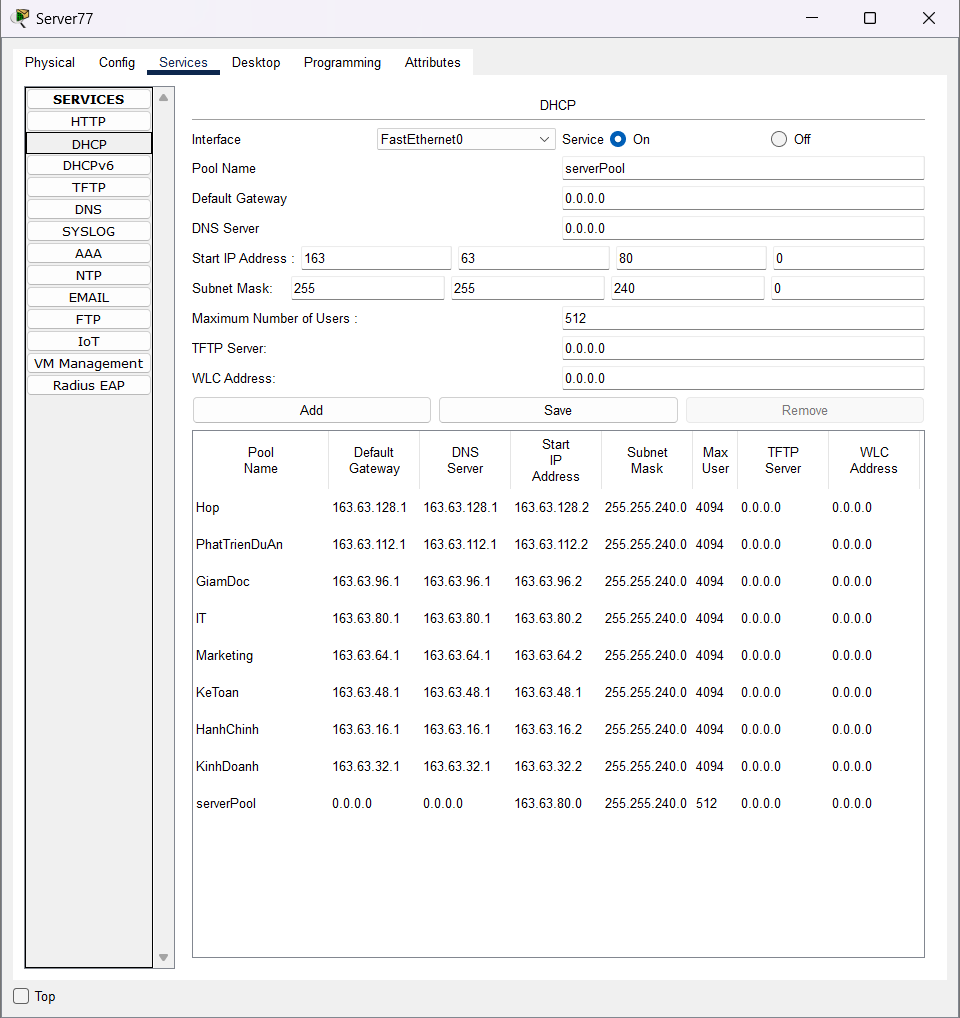 Server77
Physical Config Services Desktop Programming Attributes
SERVICES
HTTP
DHCP
DHCPv6
TFTP
DNS
SYSLOG
AAA
NTP
EMAIL
FTP
IoT
VM Management
Radius EAP
DHCP
Interface FastEthernet0 Service On Off
Pool Name serverPool
Default Gateway 0.0.0.0
DNS Server 0.0.0.0
Start IP Address : 163 63 80 0
Subnet Mask: 255 255 240 0
Maximum Number of Users : 512
TFTP Server: 0.0.0.0
WLC Address: 0.0.0.0
Add Save Remove
Pool Name Default Gateway DNS Server Start IP Address Subnet Mask Max User TFTP Server WLC Address
Hop 163.63.128.1 163.63.128.1 163.63.128.2 255.255.240.0 4094 0.0.0.0 0.0.0.0
PhatTrienDuAn 163.63.112.1 163.63.112.1 163.63.112.2 255.255.240.0 4094 0.0.0.0 0.0.0.0
GiamDoc 163.63.96.1 163.63.96.1 163.63.96.2 255.255.240.0 4094 0.0.0.0 0.0.0.0
IT 163.63.80.1 163.63.80.1 163.63.80.2 255.255.240.0 4094 0.0.0.0 0.0.0.0
Marketing 163.63.64.1 163.63.64.1 163.63.64.2 255.255.240.0 4094 0.0.0.0 0.0.0.0
KeToan 163.63.48.1 163.63.48.1 163.63.48.1 255.255.240.0 4094 0.0.0.0 0.0.0.0
HanhChinh 163.63.16.1 163.63.16.1 163.63.16.2 255.255.240.0 4094 0.0.0.0 0.0.0.0
KinhDoanh 163.63.32.1 163.63.32.1 163.63.32.2 255.255.240.0 4094 0.0.0.0 0.0.0.0
serverPool 0.0.0.0 0.0.0.0 163.63.80.0 255.255.240.0 512 0.0.0.0 0.0.0.0
Top